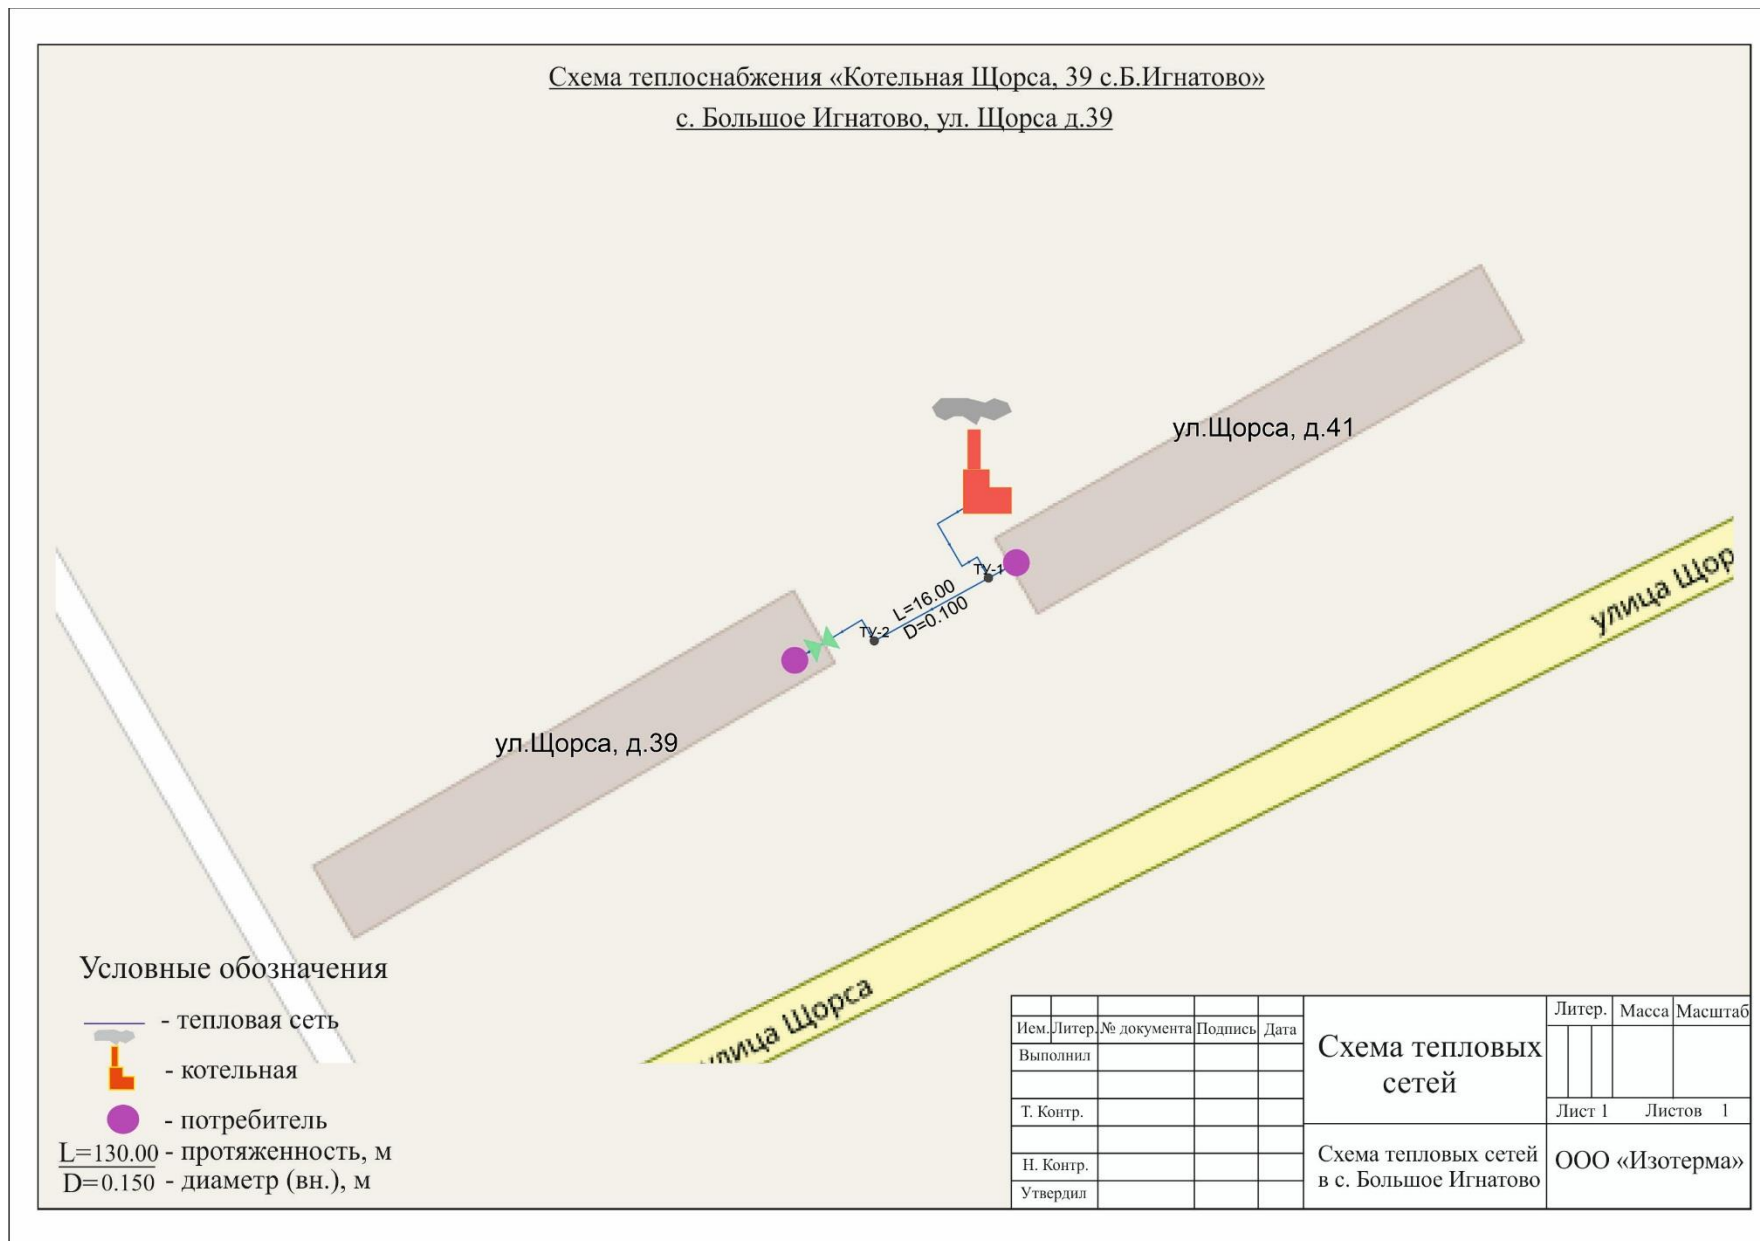 Схема теплоснабжения «Котельная Щорса, 39 с.Б.Игнатово»
с. Большое Игнатово, ул. Щорса д.39
ул.Щорса, д.41
ТУ-1
L=16.00
D=0.100
ТУ-2
улица Щор
ул.Щорса, д.39
улица Щорса
Условные обозначения
- тепловая сеть
- котельная
- потребитель
L=130.00 - протяженность, м
D=0.150 - диаметр (вн.), м
Ием. Литер. № документа Подпись Дата
Выполнил
Т. Контр.
Н. Контр.
Утвердил
Схема тепловых
сетей
Литер. Масса Масштаб
Лист 1 Листов 1
Схема тепловых сетей
в с. Большое Игнатово
ООО «Изотерма»